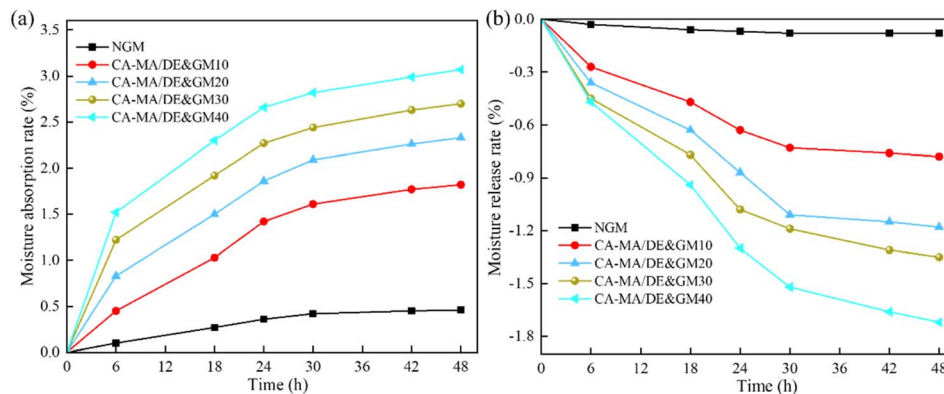 (a)
3.5
3.0
2.5
2.0
1.5
1.0
0.5
0.0
Moisture absorption rate (%)
NGM
CA-MA/DE&GM10
CA-MA/DE&GM20
CA-MA/DE&GM30
CA-MA/DE&GM40
0 6 12 18 24 30 36 42 48
Time (h)
(b)
0.0
-0.3
-0.6
-0.9
-1.2
-1.5
-1.8
Moisture release rate (%)
NGM
CA-MA/DE&GM10
CA-MA/DE&GM20
CA-MA/DE&GM30
CA-MA/DE&GM40
0 6 12 18 24 30 36 42 48
Time (h)